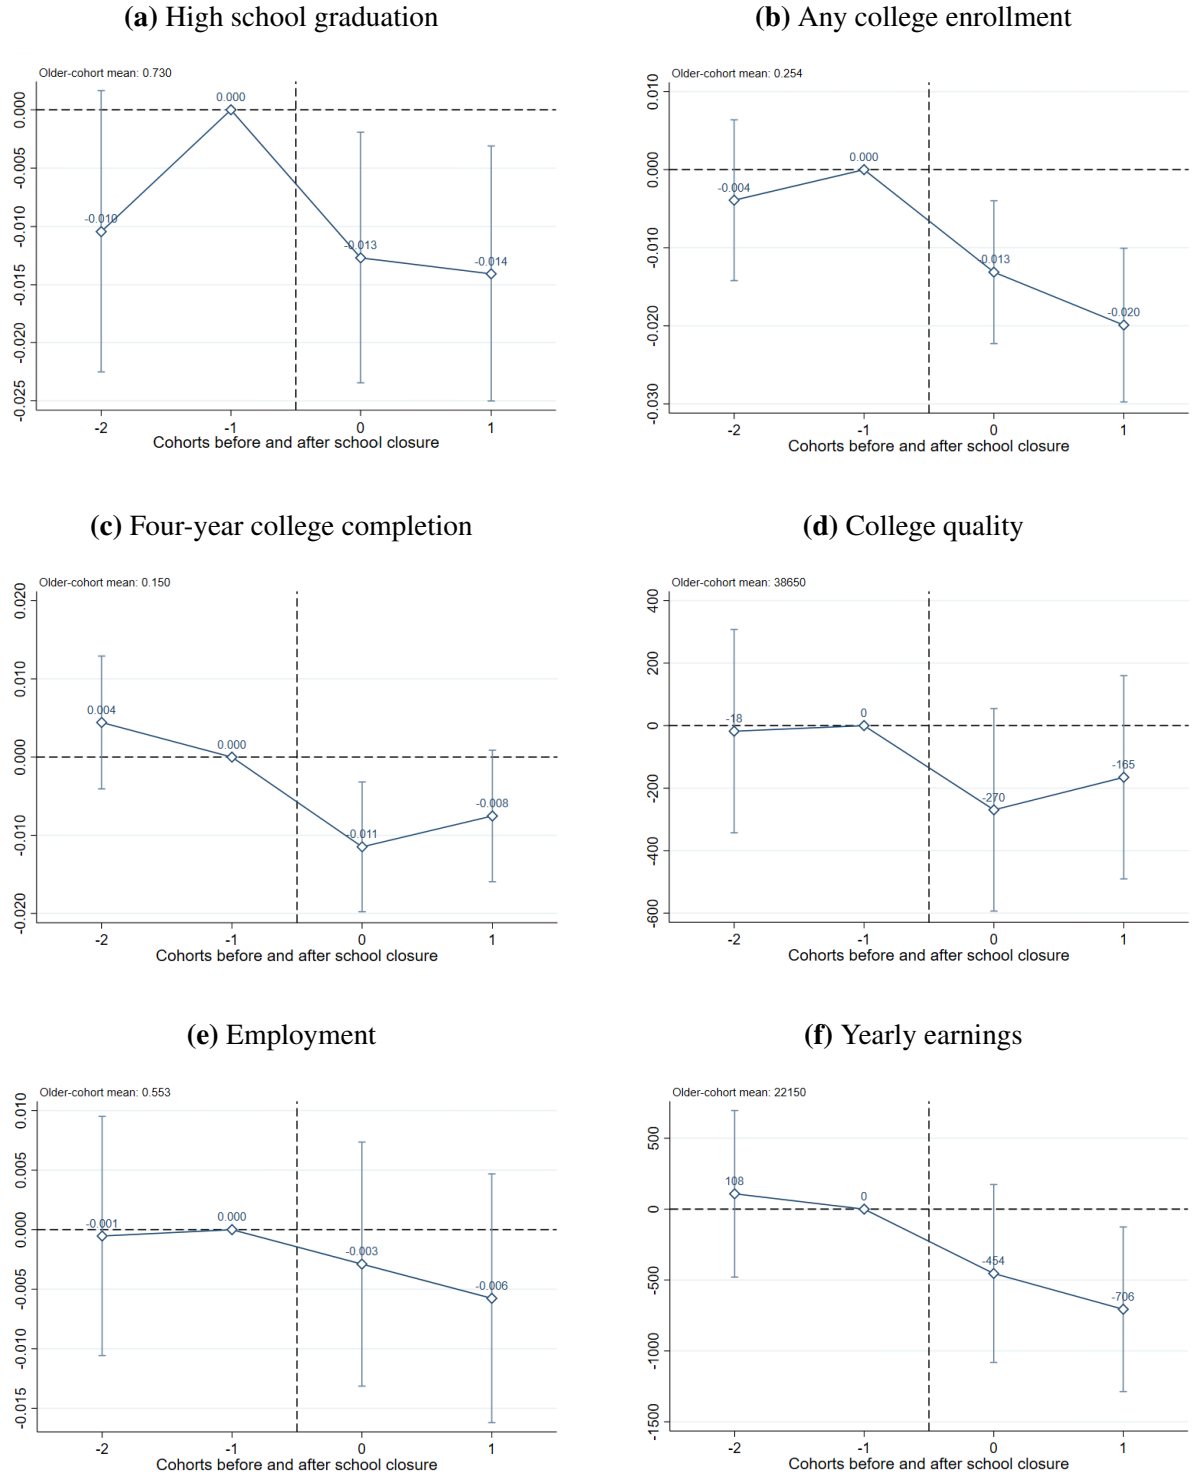 (a) High school graduation
Older-cohort mean: 0.730
0.000
-0.005
-0.010
-0.015
-0.020
-0.025
-0.010
0.000
-0.013
-0.014
-2 -1 0 1
Cohorts before and after school closure
(b) Any college enrollment
Older-cohort mean: 0.254
0.010
0.000
-0.010
-0.020
-0.030
-0.004
0.000
-0.013
-0.020
-2 -1 0 1
Cohorts before and after school closure
(c) Four-year college completion
Older-cohort mean: 0.150
0.020
0.010
0.000
-0.010
-0.020
0.004
0.000
-0.011
-0.008
-2 -1 0 1
Cohorts before and after school closure
(d) College quality
Older-cohort mean: 38650
400
200
0
-200
-400
-600
-18
0
-270
-165
-2 -1 0 1
Cohorts before and after school closure
(e) Employment
Older-cohort mean: 0.553
0.010
0.005
0.000
-0.005
-0.010
-0.015
-0.001
0.000
-0.003
-0.006
-2 -1 0 1
Cohorts before and after school closure
(f) Yearly earnings
Older-cohort mean: 22150
500
0
-500
-1000
-1500
108
0
-454
-706
-2 -1 0 1
Cohorts before and after school closure